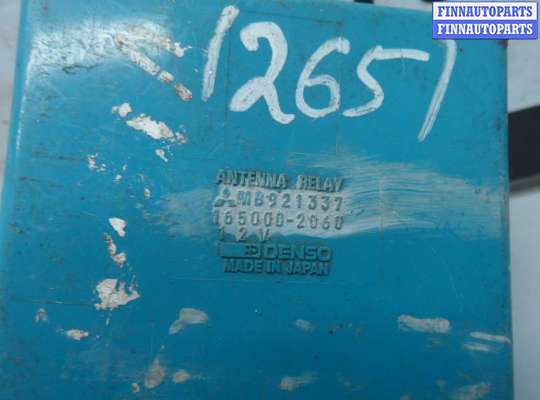 FINNAUTOPARTS
FINNAUTOPARTS
12651
ANTENNA RELAY
MB921337
165000-2060
12V
DENSO
MADE IN JAPAN